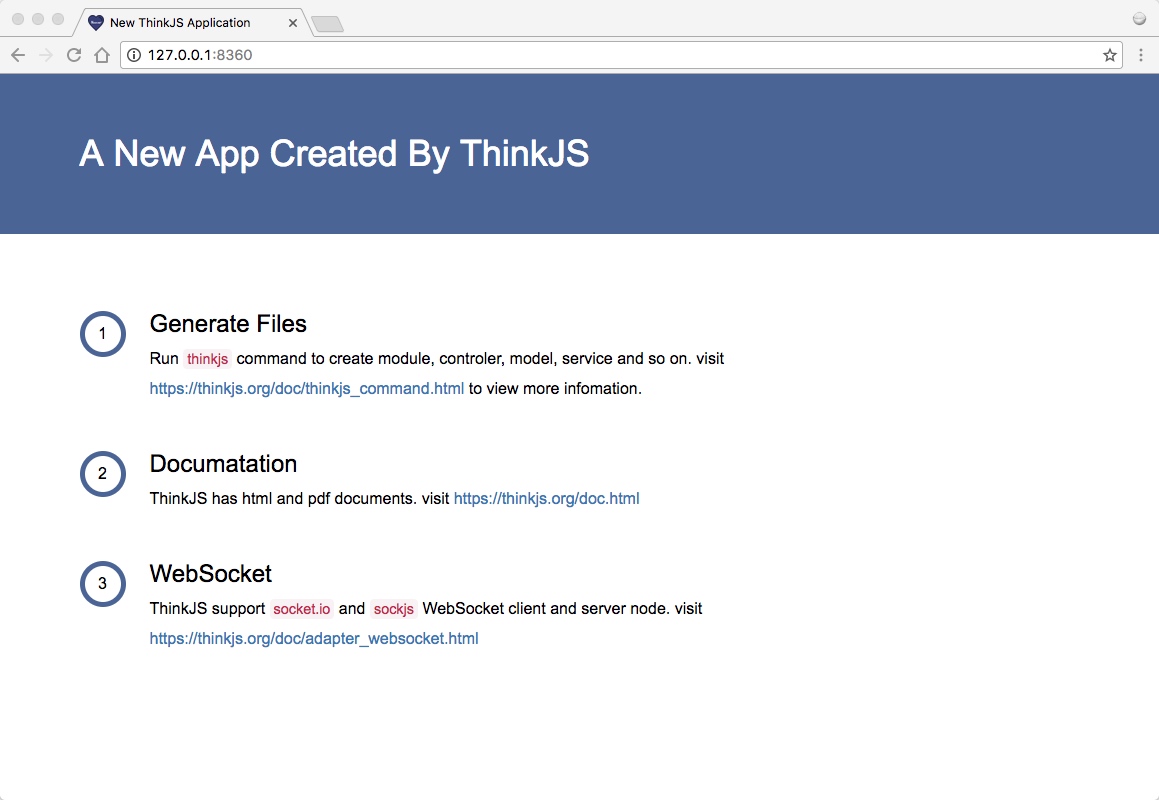 New ThinkJS Application
127.0.0.1:8360
A New App Created By ThinkJS
1
Generate Files
Run thinkjs command to create module, controler, model, service and so on. visit
https://thinkjs.org/doc/thinkjs_command.html to view more infomation.
2
Documatation
ThinkJS has html and pdf documents. visit https://thinkjs.org/doc.html
3
WebSocket
ThinkJS support socket.io and sockjs WebSocket client and server node. visit
https://thinkjs.org/doc/adapter_websocket.html